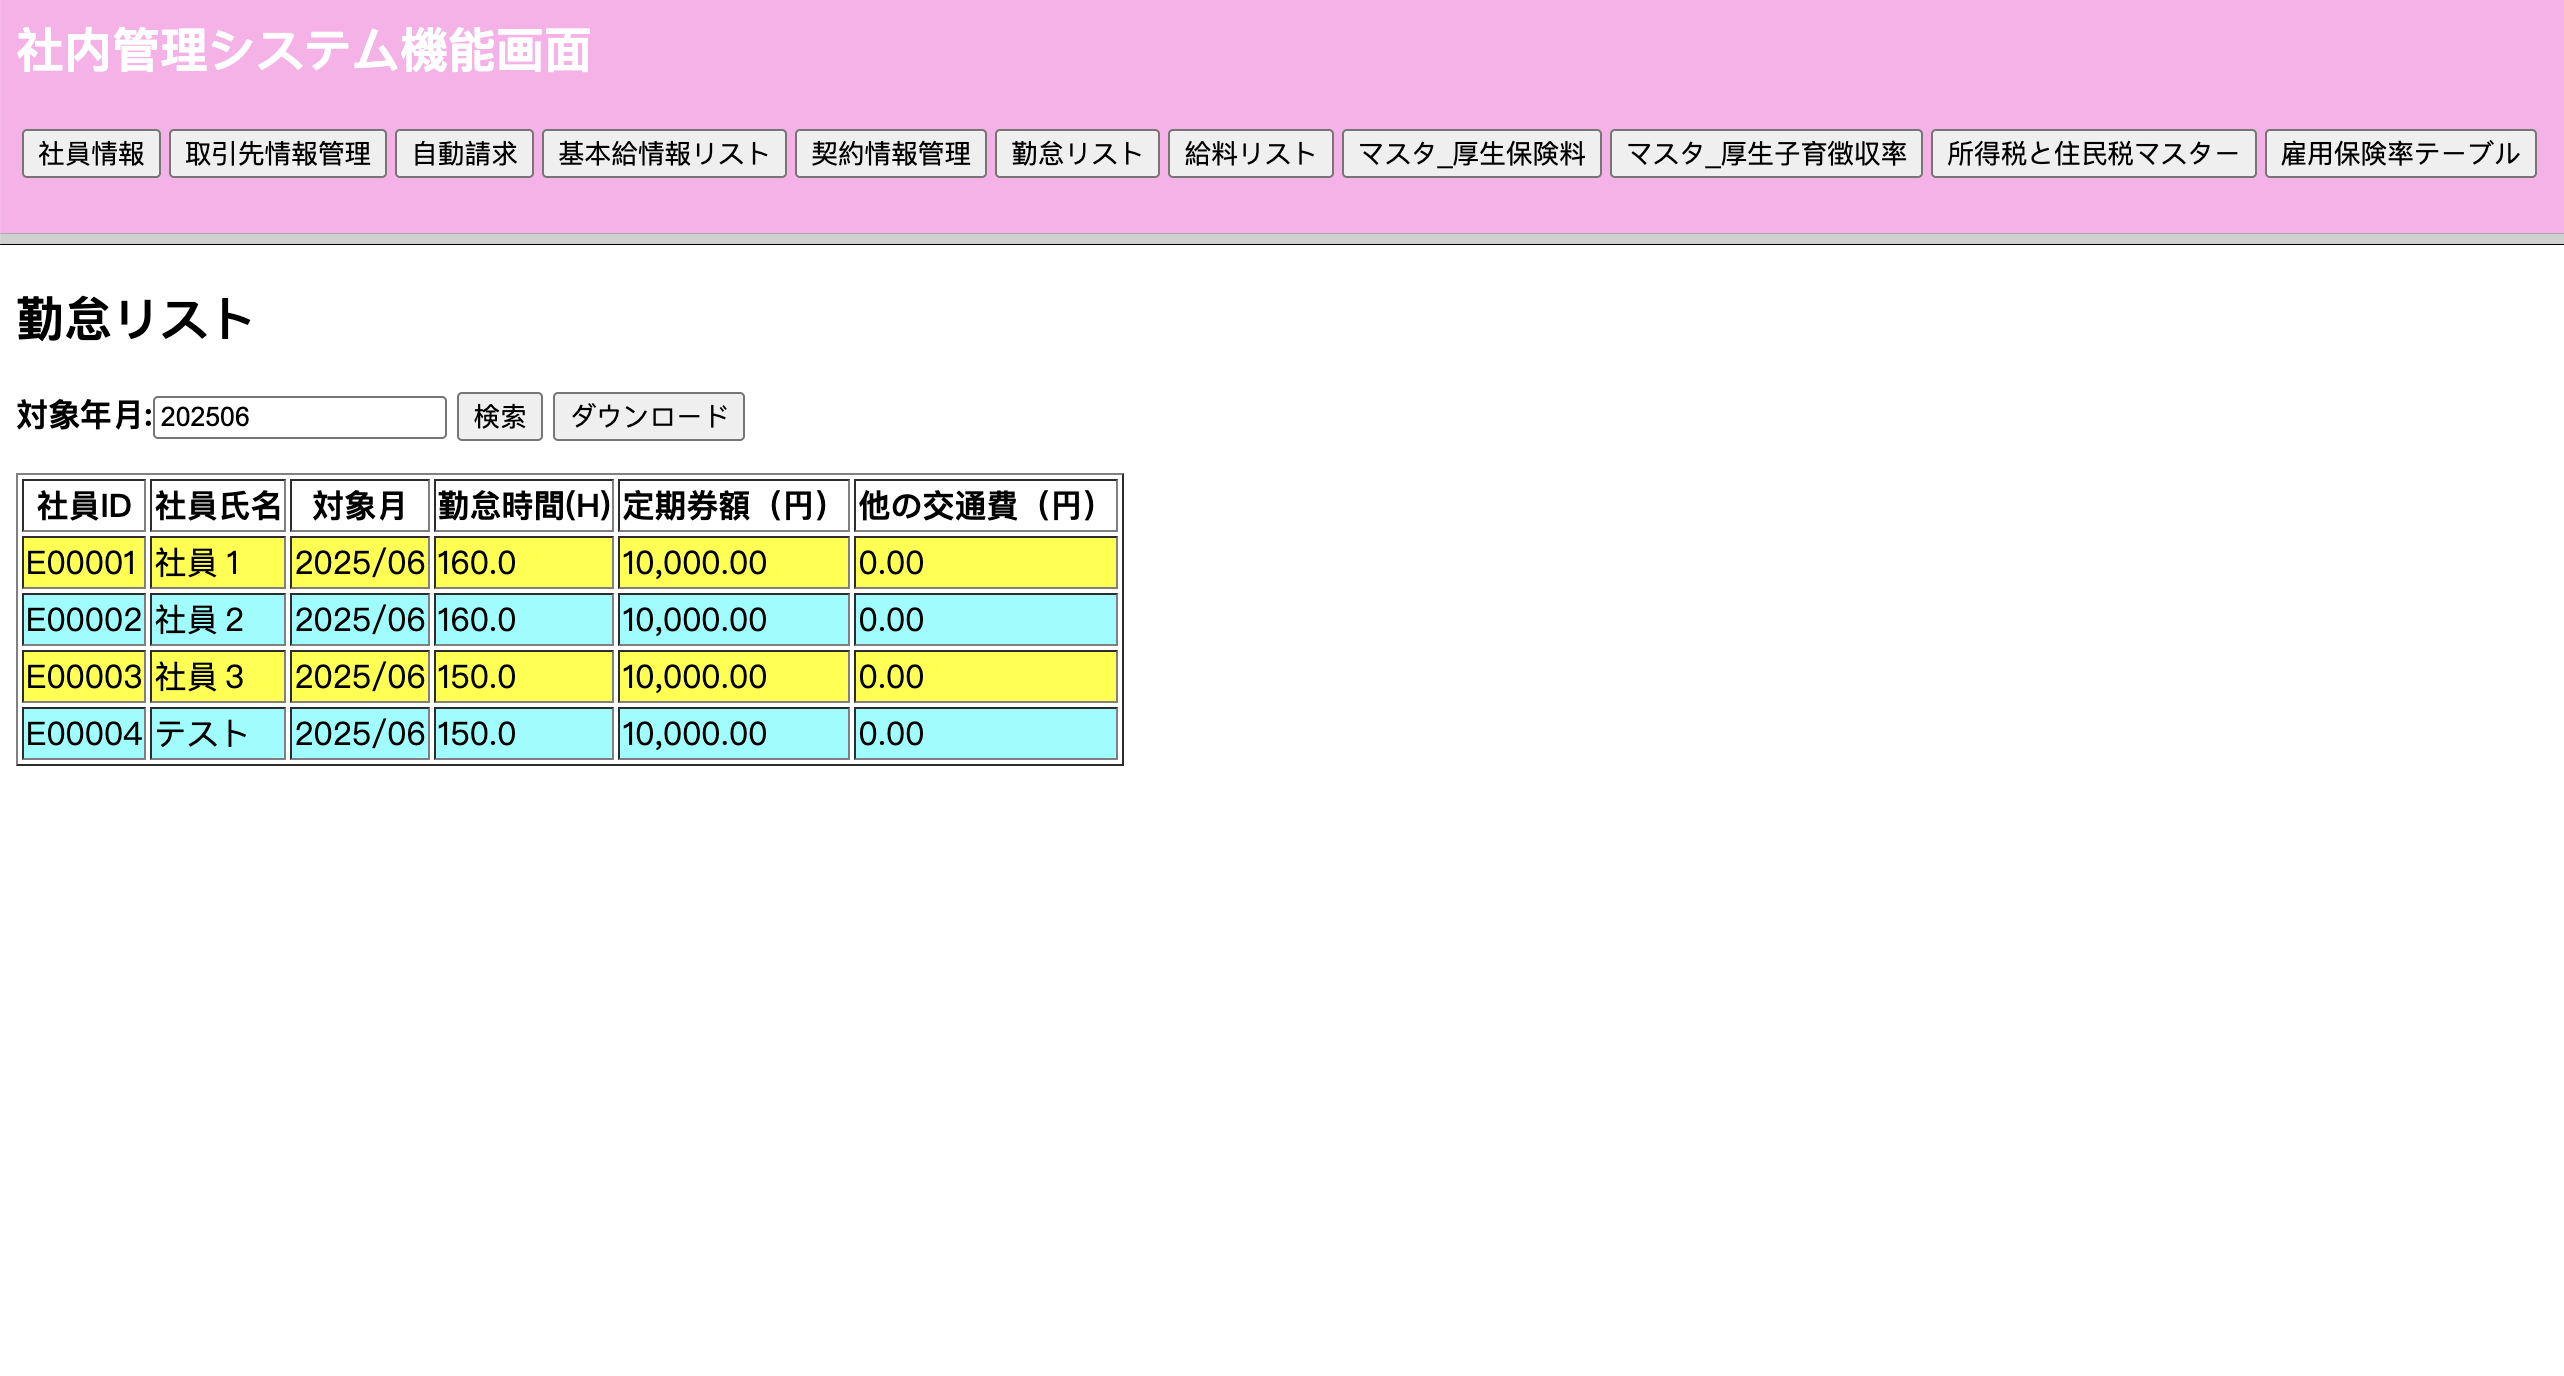 社内管理システム機能画面
社員情報 取引先情報管理 自動請求 基本給情報リスト 契約情報管理 勤怠リスト 給料リスト マスタ_厚生保険料 マスタ_厚生子育徴収率 所得税と住民税マスター 雇用保険率テーブル
勤怠リスト
対象年月:202506 検索 ダウンロード
社員ID 社員氏名 対象月 勤怠時間(H) 定期券額（円） 他の交通費（円）
E00001 社員１ 2025/06 160.0 10,000.00 0.00
E00002 社員２ 2025/06 160.0 10,000.00 0.00
E00003 社員３ 2025/06 150.0 10,000.00 0.00
E00004 テスト 2025/06 150.0 10,000.00 0.00